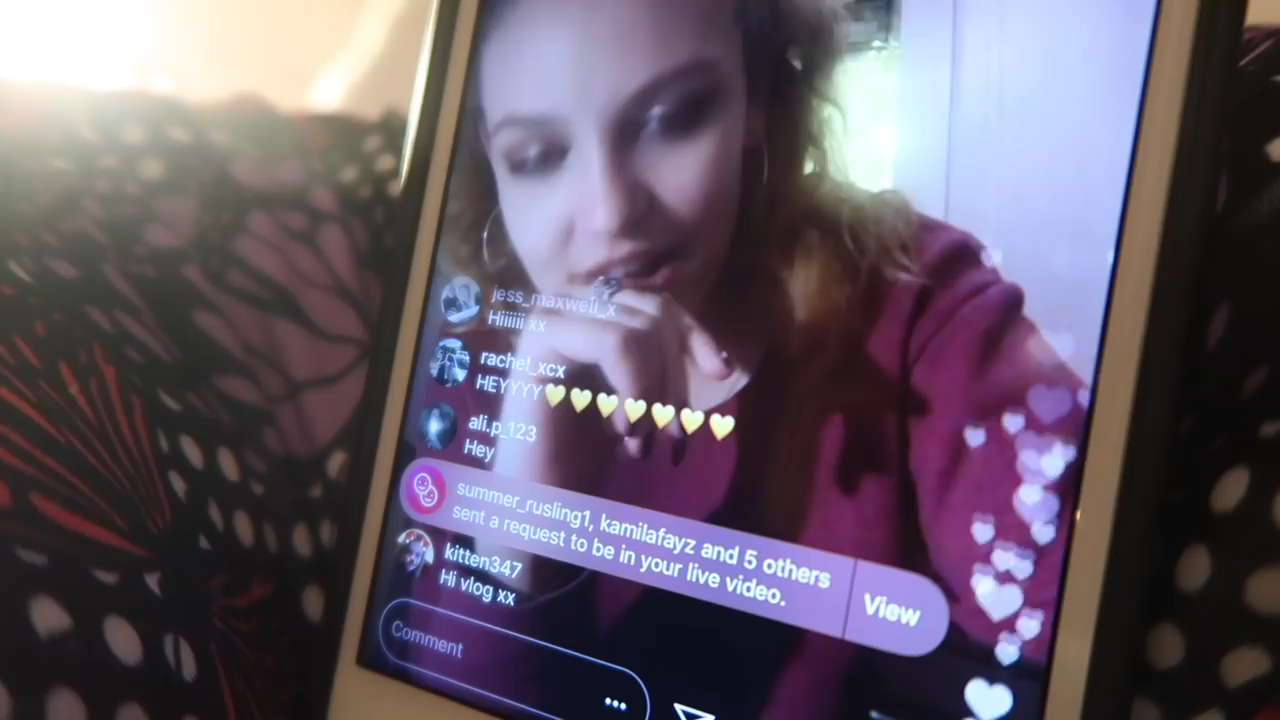 jess_maxwell_x
Hiiiiii xx
rachel_xcx
HEYYYY💛💛💛💛💛💛💛
ali.p_123
Hey
summer_rusling1, kamilafayz and 5 others
sent a request to be in your live video.
View
kitten347
Hi vlog xx
Comment